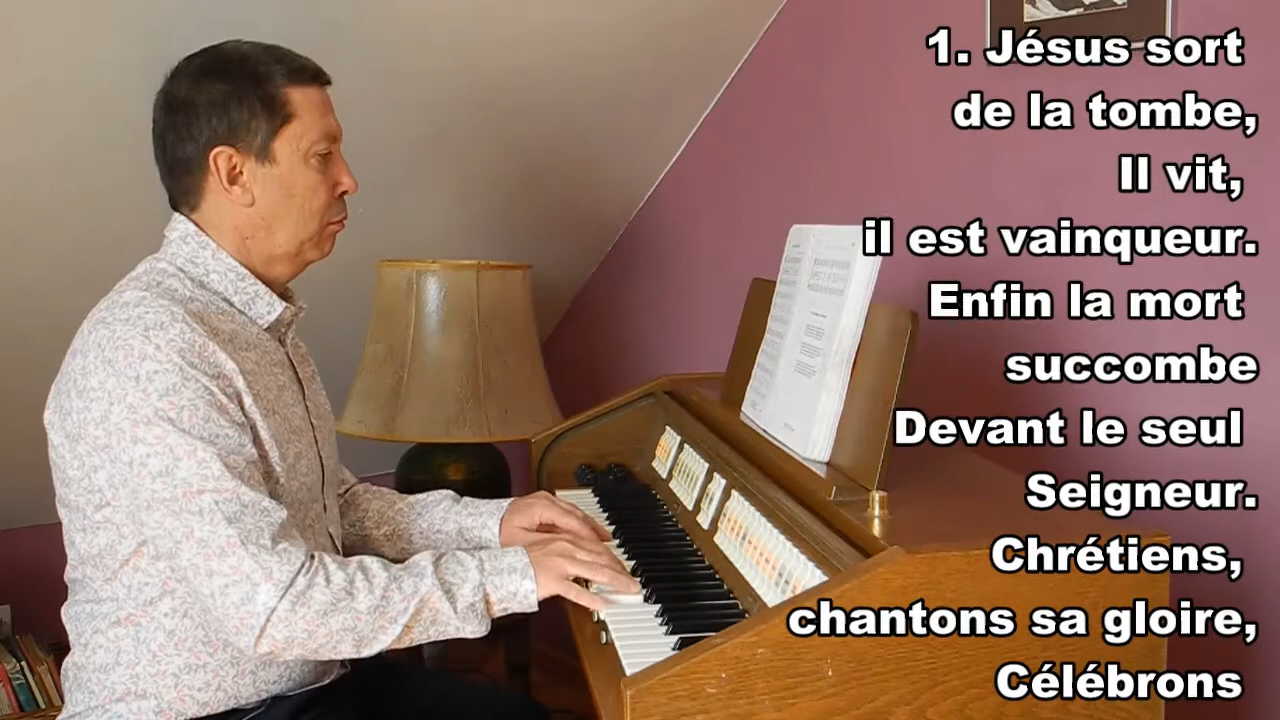 1. Jésus sort
de la tombe,
Il vit,
il est vainqueur.
Enfin la mort
succombe
Devant le seul
Seigneur.
Chrétiens,
chantons sa gloire,
Célébrons